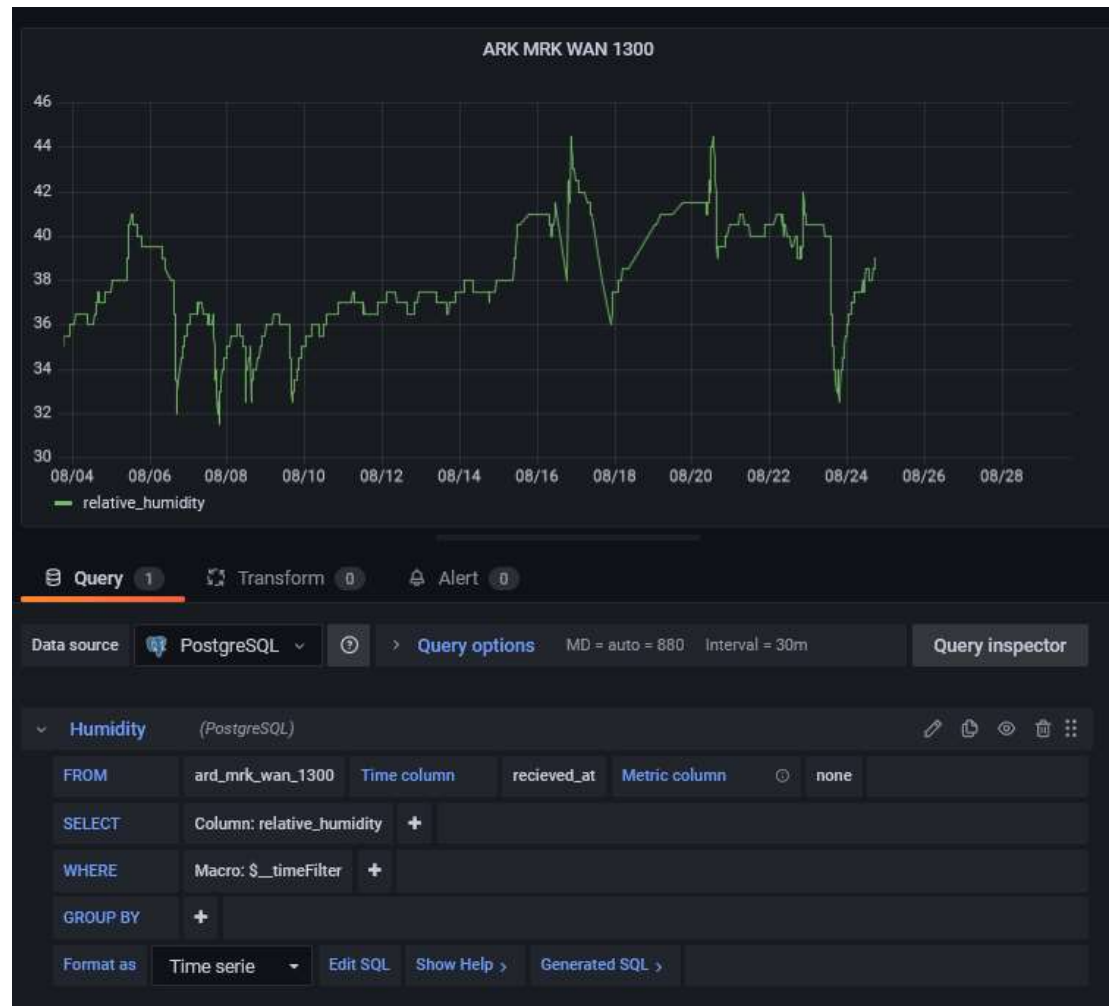 ARK MRK WAN 1300
46
44
42
40
38
36
34
32
30
08/04 08/06 08/08 08/10 08/12 08/14 08/16 08/18 08/20 08/22 08/24 08/26 08/28
relative_humidity
Query 1 Transform 0 Alert 0
Data source PostgreSQL Query options MD = auto = 880 Interval = 30m Query inspector
Humidity (PostgreSQL)
FROM ard_mrk_wan_1300 Time column recieved_at Metric column none
SELECT Column: relative_humidity +
WHERE Macro: $__timeFilter +
GROUP BY +
Format as Time serie Edit SQL Show Help > Generated SQL >